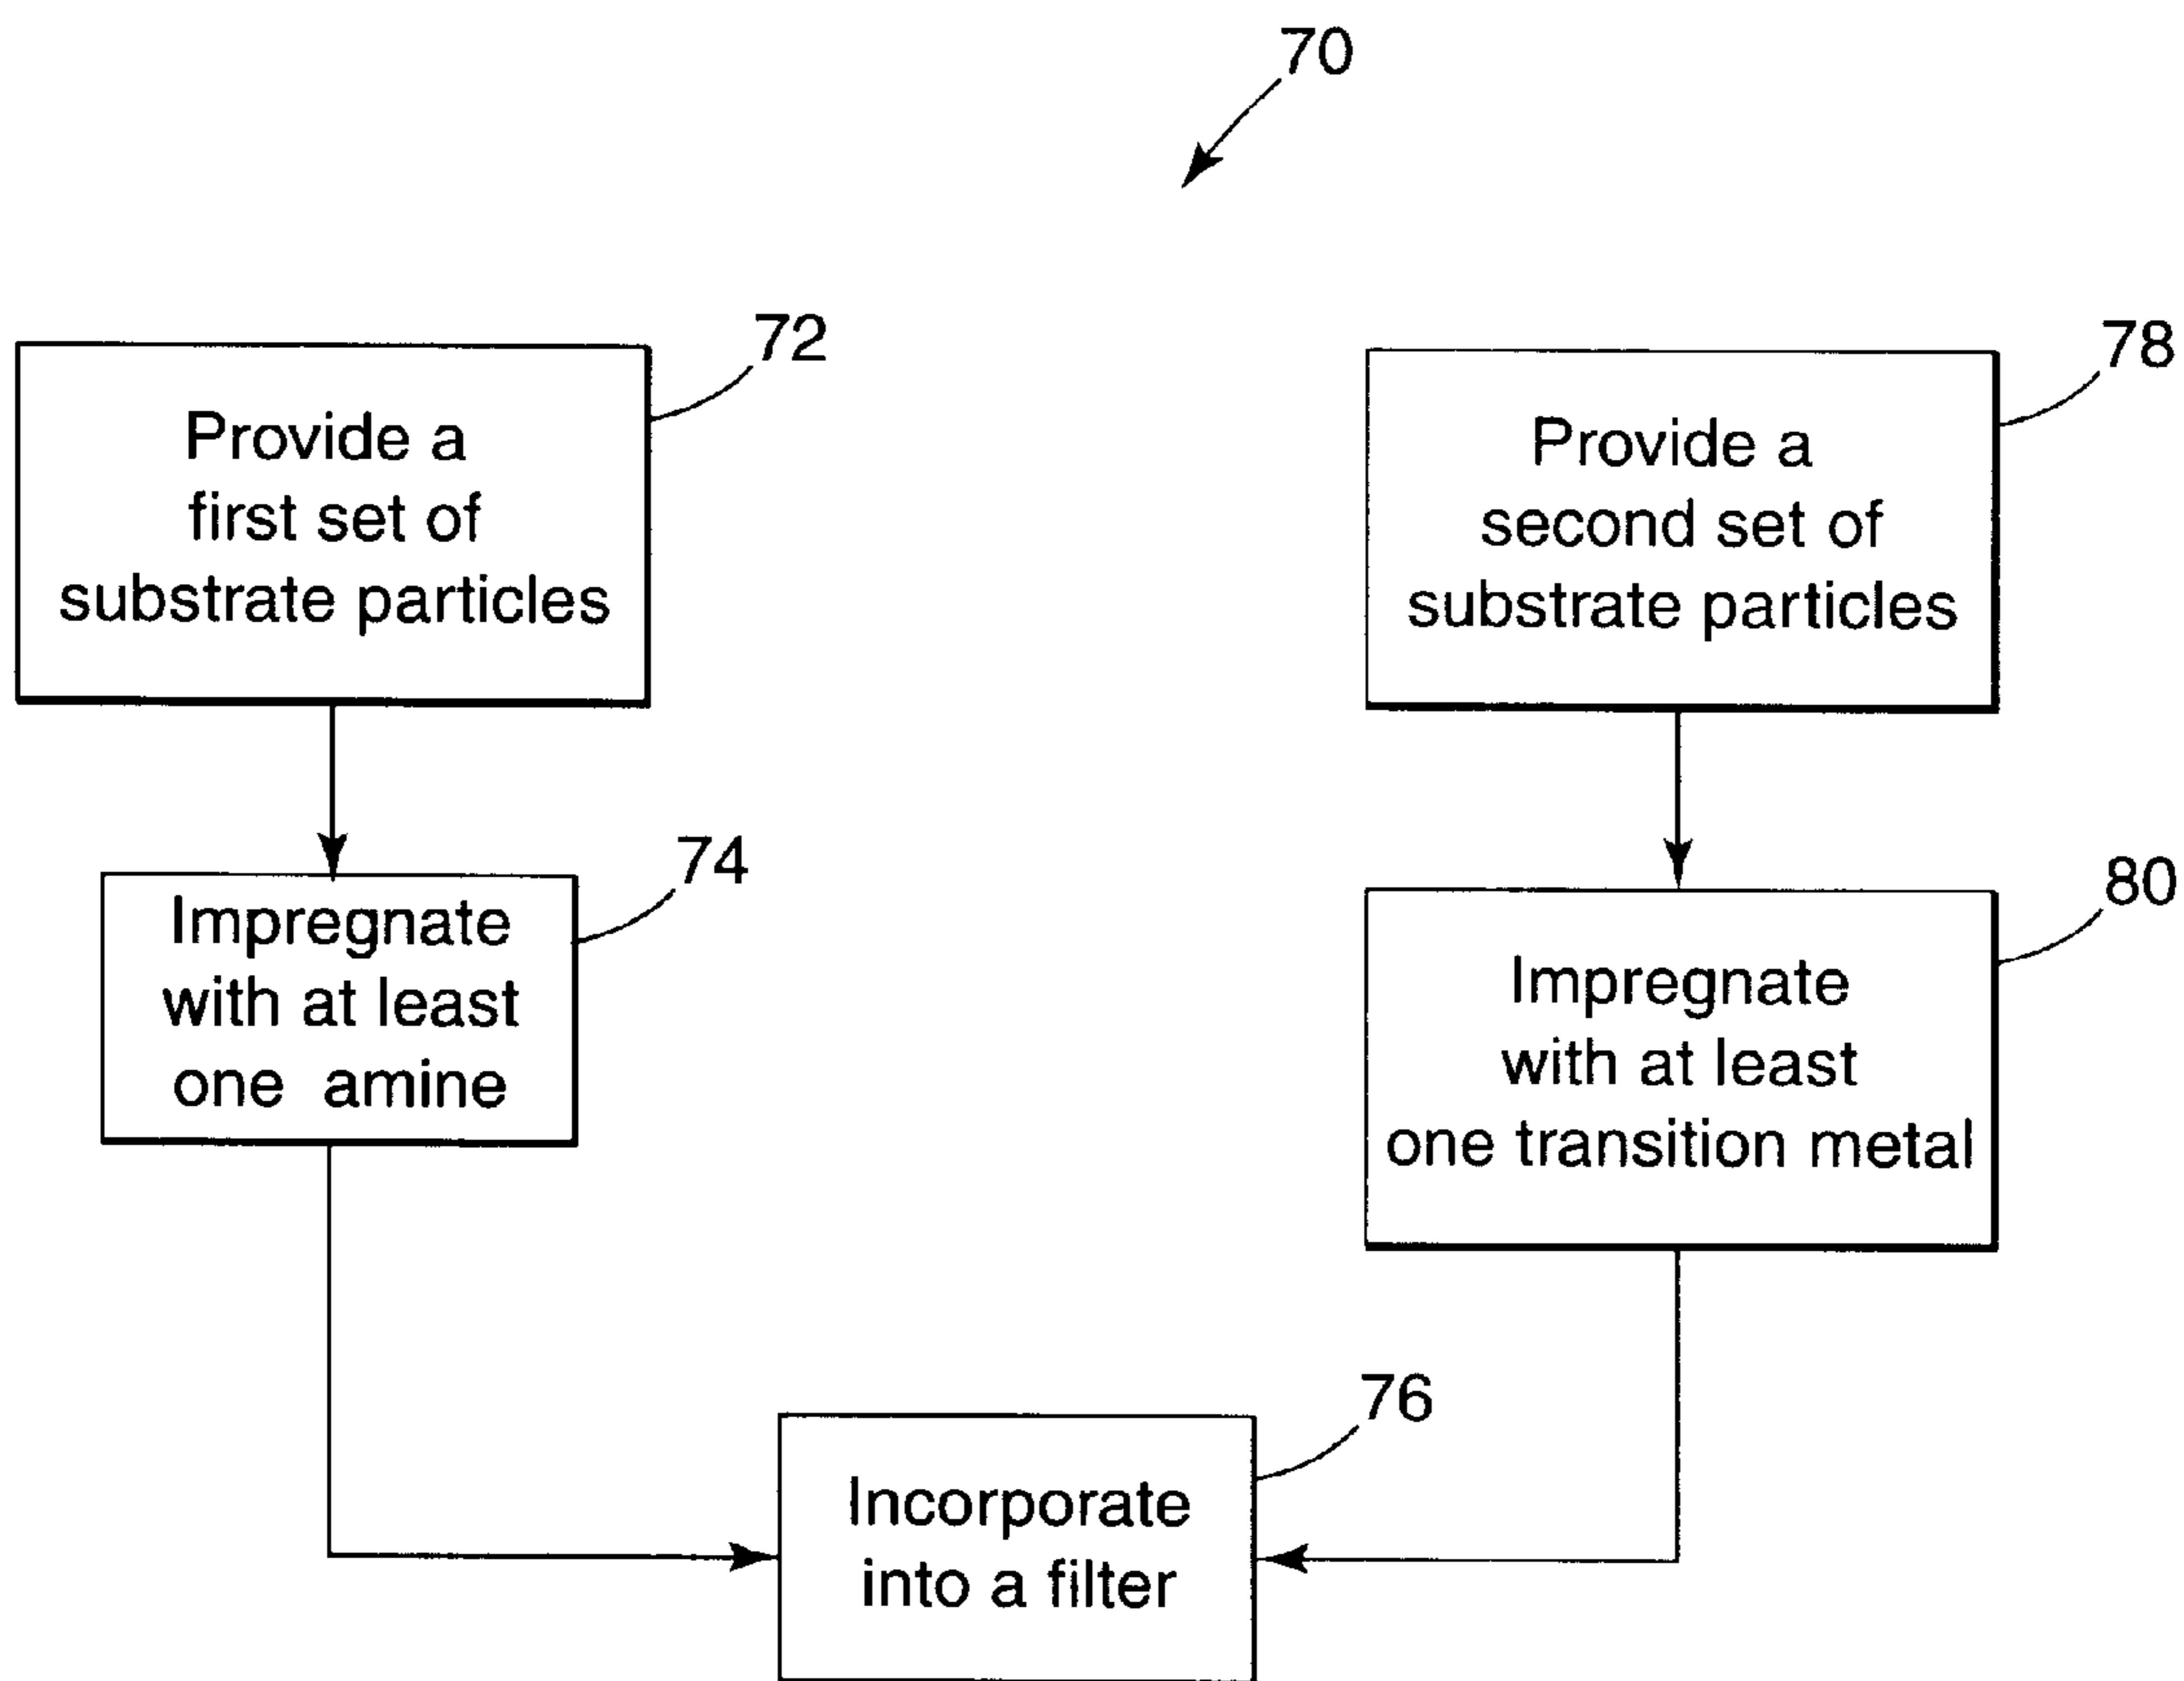 70
72
Provide a
first set of
substrate particles
78
Provide a
second set of
substrate particles
74
Impregnate
with at least
one amine
80
Impregnate
with at least
one transition metal
76
Incorporate
into a filter